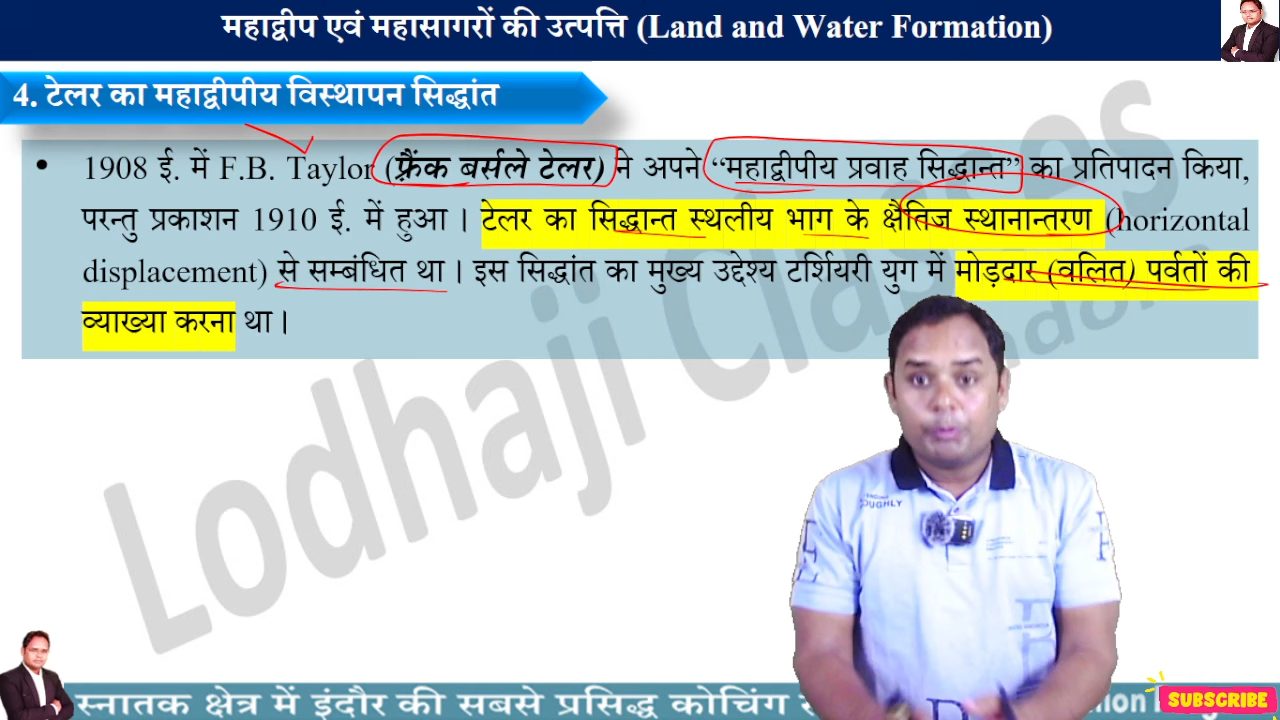 महाद्वीप एवं महासागरों की उत्पत्ति (Land and Water Formation)
4. टेलर का महाद्वीपीय विस्थापन सिद्धांत
• 1908 ई. में F.B. Taylor (फ्रैंक बर्सले टेलर) ने अपने “महाद्वीपीय प्रवाह सिद्धान्त” का प्रतिपादन किया,
परन्तु प्रकाशन 1910 ई. में हुआ । टेलर का सिद्धान्त स्थलीय भाग के क्षैतिज स्थानान्तरण (horizontal
displacement) से सम्बंधित था । इस सिद्धांत का मुख्य उद्देश्य टर्शियरी युग में मोड़दार (वलित) पर्वतों की
व्याख्या करना था।
Lodhaji Classes
स्नातक क्षेत्र में इंदौर की सबसे प्रसिद्ध कोचिंग
SUBSCRIBE